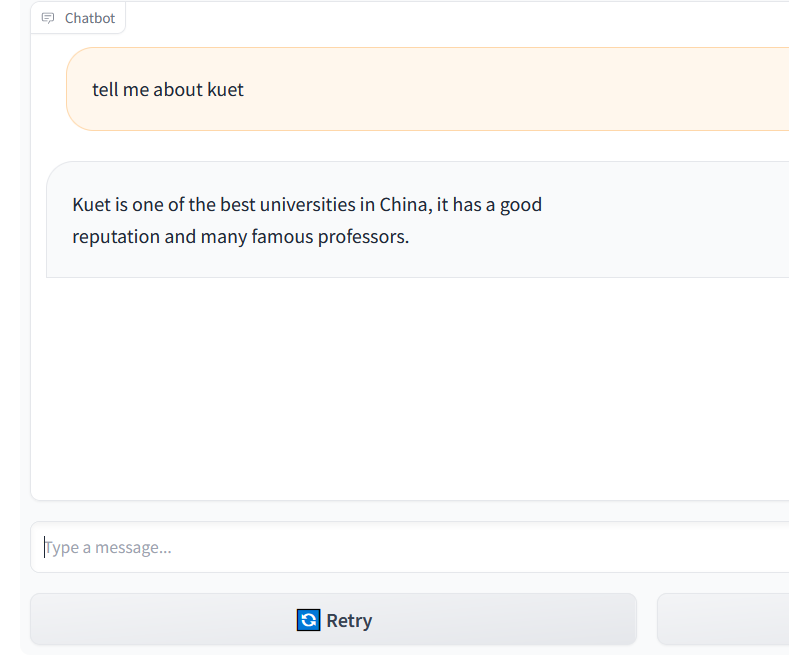 Chatbot
tell me about kuet
Kuet is one of the best universities in China, it has a good
reputation and many famous professors.
Type a message...
Retry